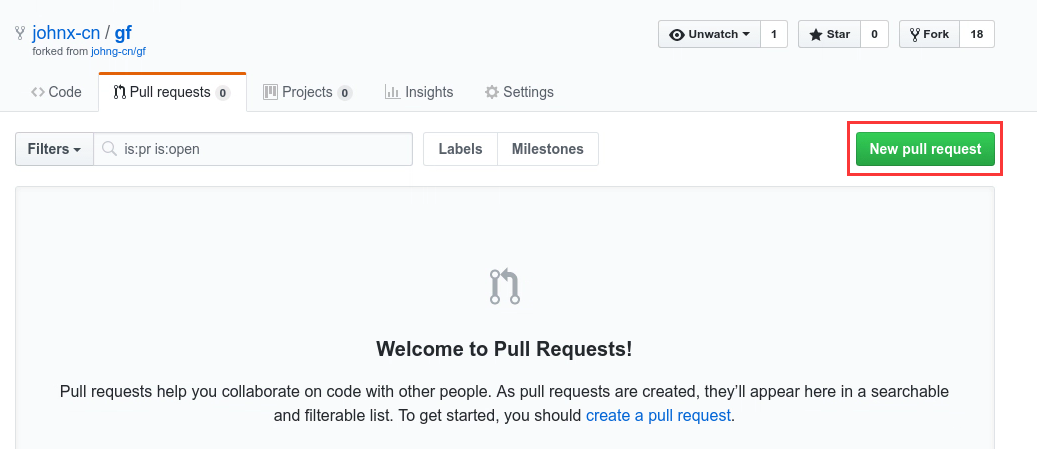 johnx-cn / gf
forked from johng-cn/gf
Unwatch 1 Star 0 Fork 18
Code Pull requests 0 Projects 0 Insights Settings
Filters is:pr is:open Labels Milestones New pull request
Welcome to Pull Requests!
Pull requests help you collaborate on code with other people. As pull requests are created, they’ll appear here in a searchable
and filterable list. To get started, you should create a pull request.